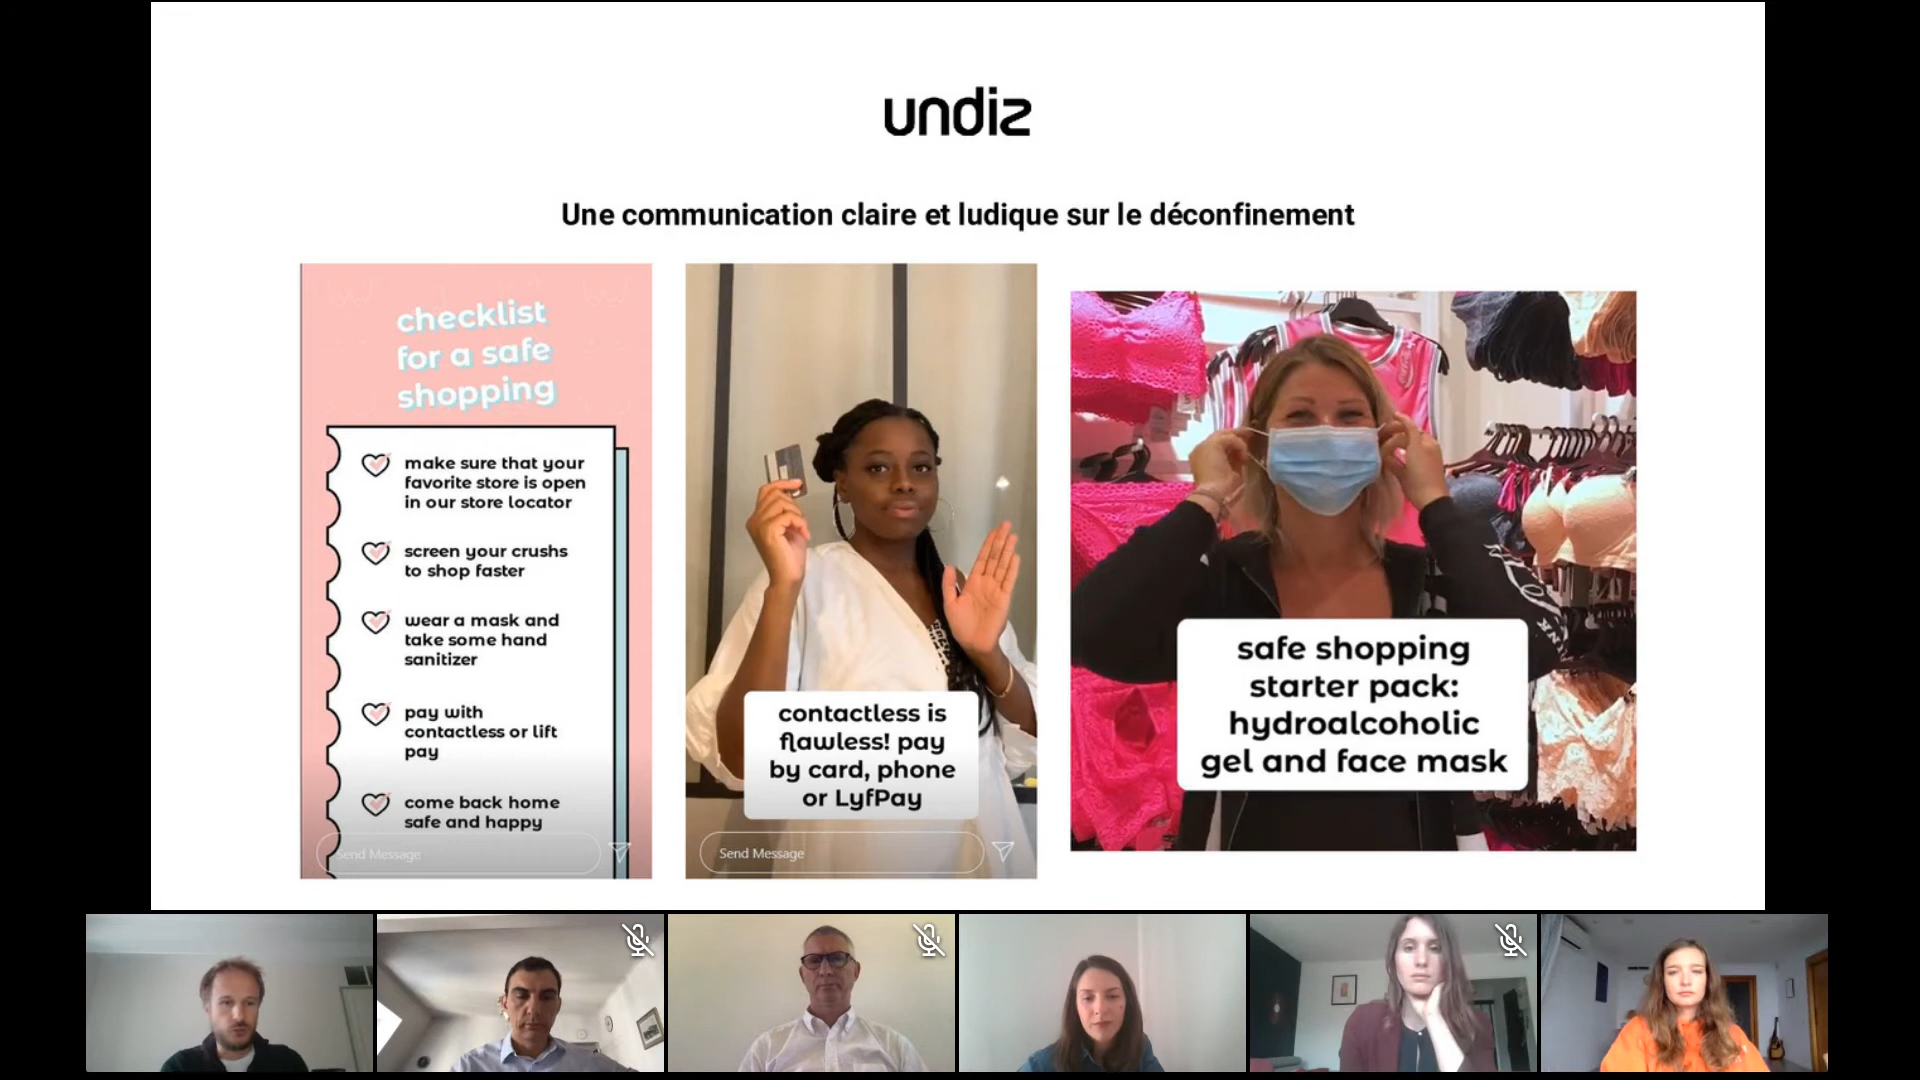 undiz
Une communication claire et ludique sur le déconfinement
checklist
for a safe
shopping
make sure that your
favorite store is open
in our store locator
screen your crushs
to shop faster
wear a mask and
take some hand
sanitizer
pay with
contactless or lift
pay
come back home
safe and happy
Send Message
contactless is
flawless! pay
by card, phone
or LyfPay
Send Message
safe shopping
starter pack:
hydroalcoholic
gel and face mask